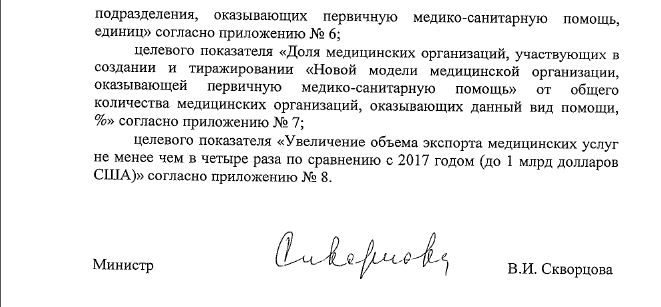 подразделения, оказывающих первичную медико-санитарную помощь,
единиц» согласно приложению № 6;
целевого показателя «Доля медицинских организаций, участвующих в
создании и тиражировании «Новой модели медицинской организации,
оказывающей первичную медико-санитарную помощь» от общего
количества медицинских организаций, оказывающих данный вид помощи,
%» согласно приложению № 7;
целевого показателя «Увеличение объема экспорта медицинских услуг
не менее чем в четыре раза по сравнению с 2017 годом (до 1 млрд долларов
США)» согласно приложению № 8.
Министр
В.И. Скворцова